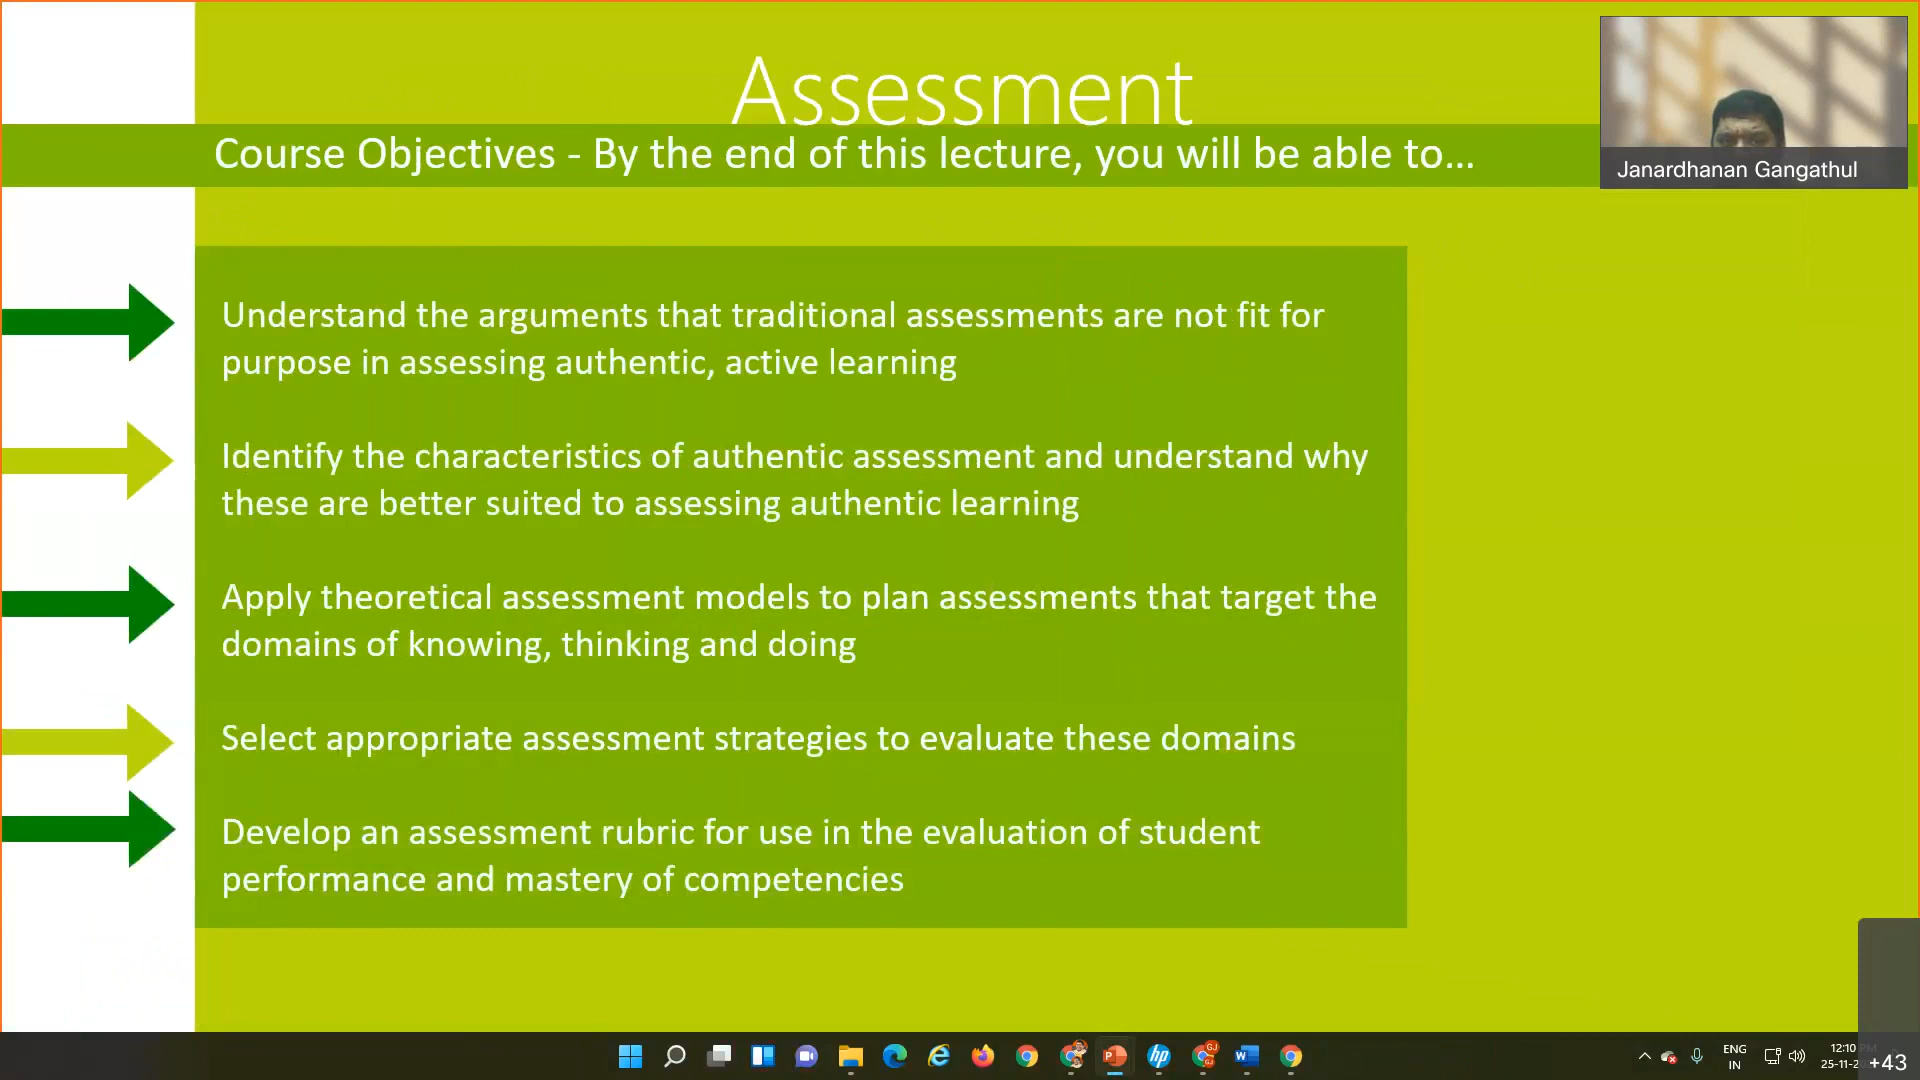 Assessment
Course Objectives - By the end of this lecture, you will be able to...
Janardhanan Gangathul
Understand the arguments that traditional assessments are not fit for
purpose in assessing authentic, active learning
Identify the characteristics of authentic assessment and understand why
these are better suited to assessing authentic learning
Apply theoretical assessment models to plan assessments that target the
domains of knowing, thinking and doing
Select appropriate assessment strategies to evaluate these domains
Develop an assessment rubric for use in the evaluation of student
performance and mastery of competencies
ENG
IN
12:10
25-11-2
+43